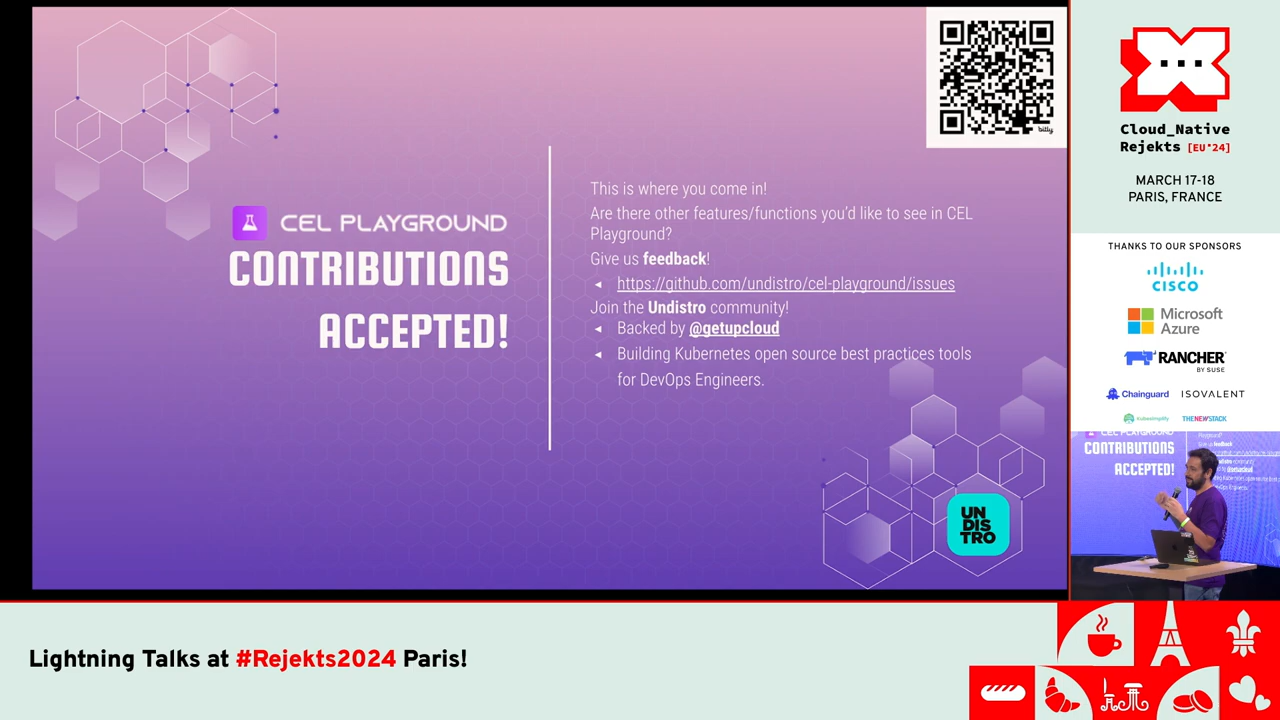 bitly
CEL PLAYGROUND
CONTRIBUTIONS
ACCEPTED!
This is where you come in!
Are there other features/functions you'd like to see in CEL
Playground?
Give us feedback!
https://github.com/undistro/cel-playground/issues
Join the Undistro community!
Backed by @getupcloud
Building Kubernetes open source best practices tools
for DevOps Engineers.
UN
DIS
TRO
Cloud_Native
Rejekts [EU'24]
MARCH 17-18
PARIS, FRANCE
THANKS TO OUR SPONSORS
CISCO
Microsoft
Azure
RANCHER
BY SUSE
Chainguard ISOVALENT
Kubesimplify THENEWSTACK
CONTRIBUTIONS
ACCEPTED!
Lightning Talks at #Rejekts2024 Paris!